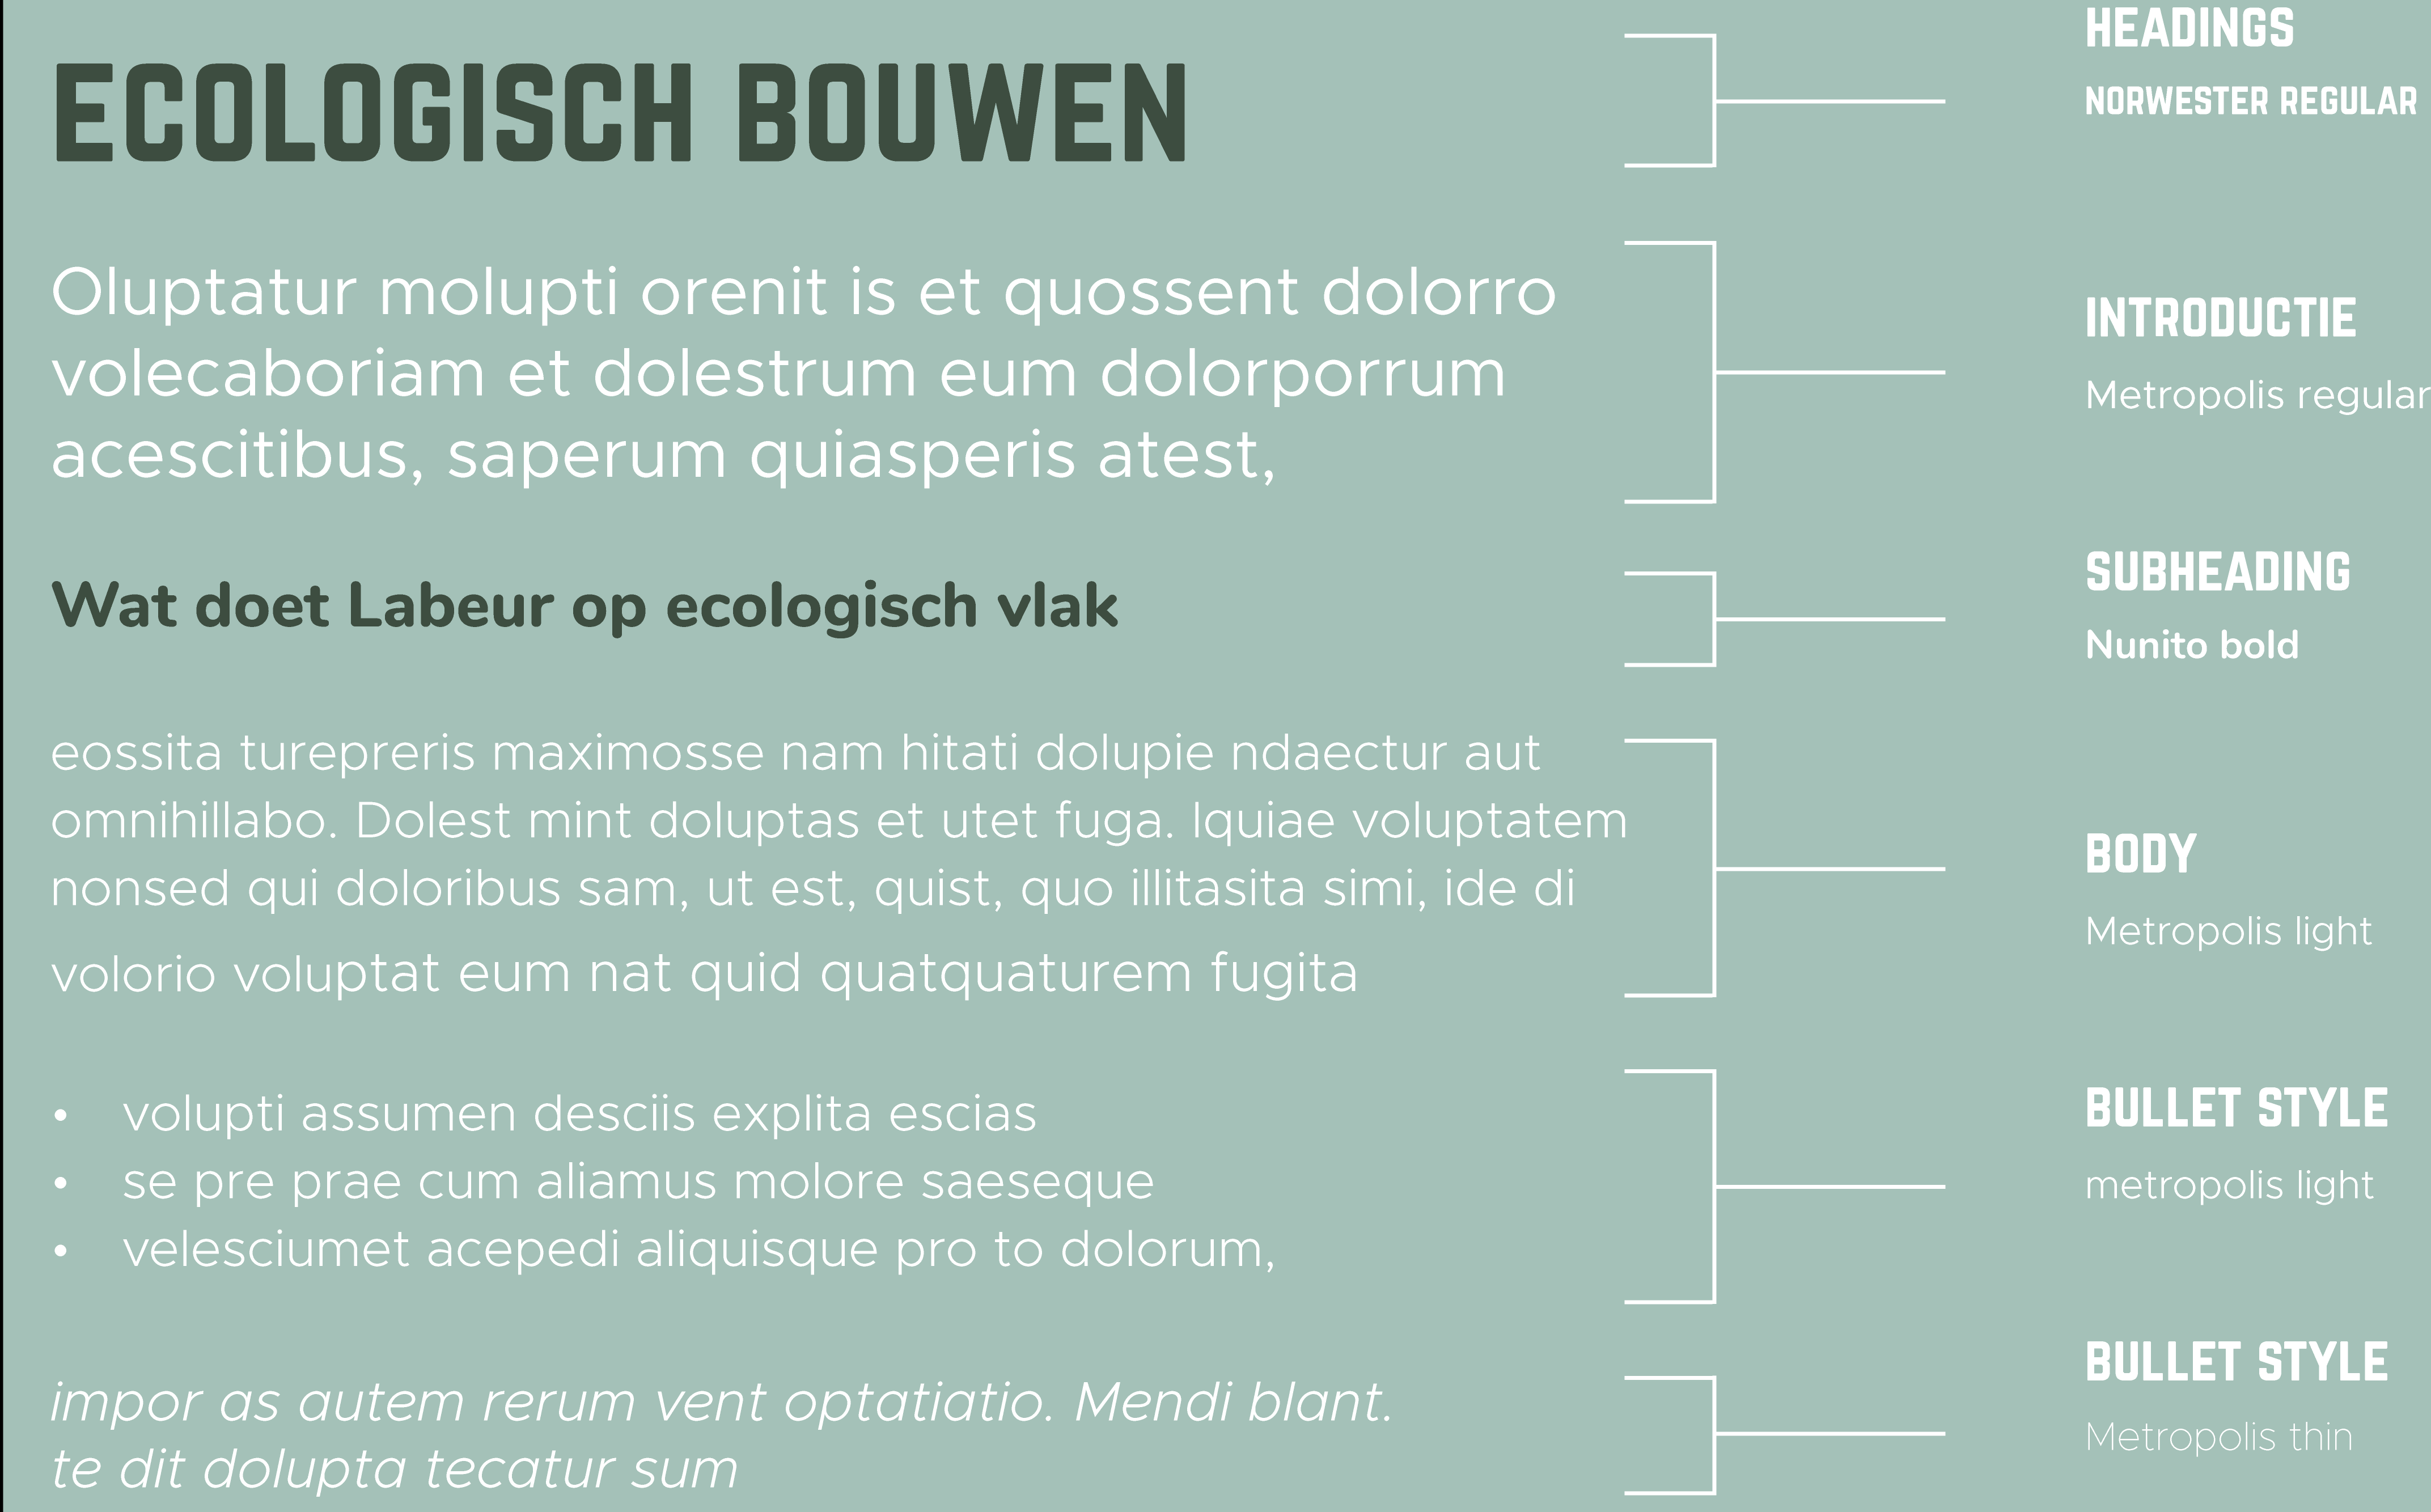 ECOLOGISCH BOUWEN
HEADINGS
NORWESTER REGULAR
Oluptatur molupti orenit is et quossent dolorro
volecaboriam et dolestrum eum dolorporrum
acescitibus, saperum quiasperis atest,
INTRODUCTIE
Metropolis regular
Wat doet Labeur op ecologisch vlak
SUBHEADING
Nunito bold
eossita turepreris maximosse nam hitati dolupie ndaectur aut
omnihillabo. Dolest mint doluptas et utet fuga. Iquiae voluptatem
nonsed qui doloribus sam, ut est, quist, quo illitasita simi, ide di
volorio voluptat eum nat quid quatquaturem fugita
BODY
Metropolis light
• volupti assumen desciis explita escias
• se pre prae cum aliamus molore saeseque
• velesciumet acepedi aliquisque pro to dolorum,
BULLET STYLE
metropolis light
impor as autem rerum vent optatiatio. Mendi blant.
te dit dolupta tecatur sum
BULLET STYLE
Metropolis thin